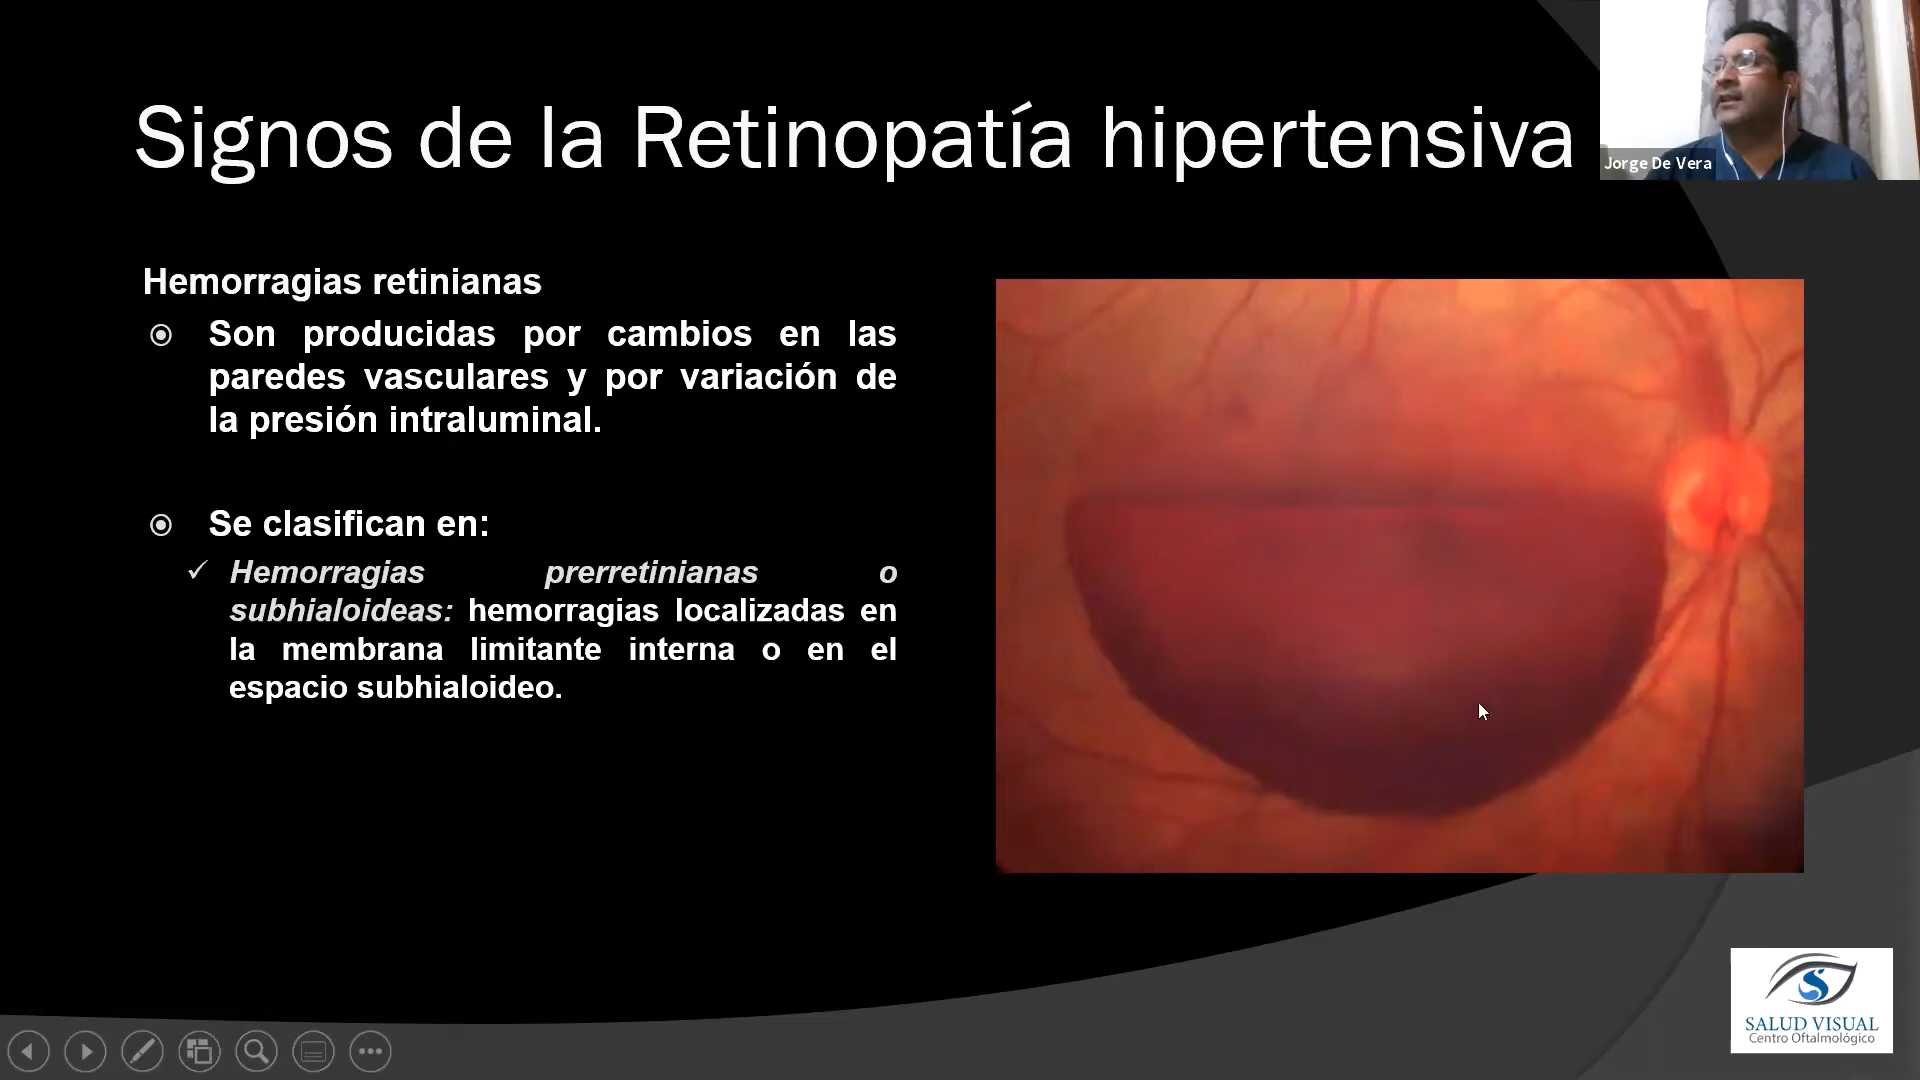 Signos de la Retinopatía hipertensiva
Jorge De Vera
Hemorragias retinianas
Son producidas por cambios en las
paredes vasculares y por variación de
la presión intraluminal.
Se clasifican en:
Hemorragias prerretinianas o
subhialoideas: hemorragias localizadas en
la membrana limitante interna o en el
espacio subhialoideo.
SALUD VISUAL
Centro Oftalmológico